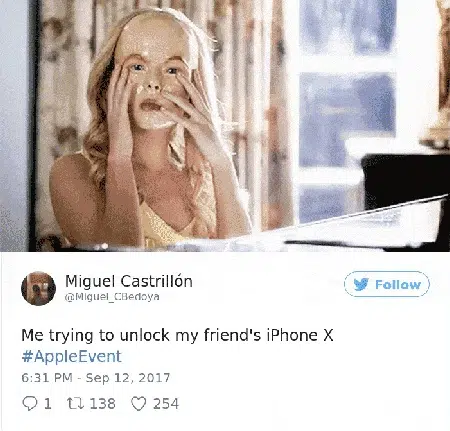 Miguel Castrillón
@Miguel_CBedoya
Follow
Me trying to unlock my friend's iPhone X
#AppleEvent
6:31 PM - Sep 12, 2017
1 138 254